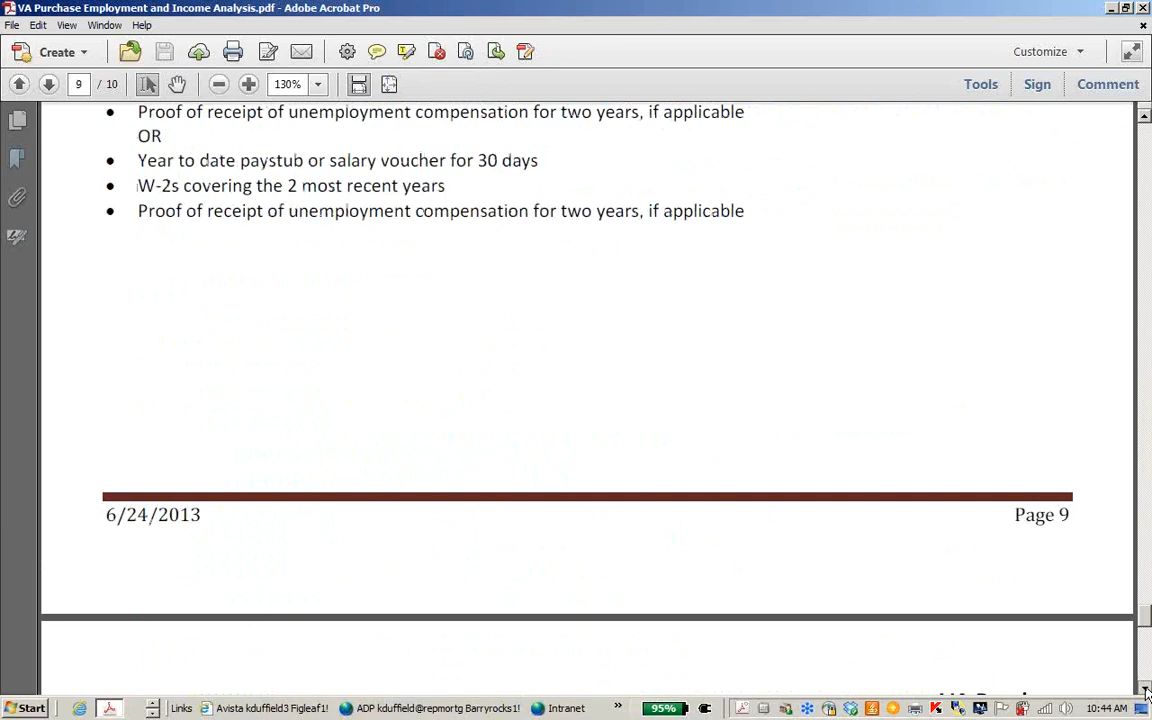 VA Purchase Employment and Income Analysis.pdf - Adobe Acrobat Pro
File Edit View Window Help
Create Customize
9 / 10 130% Tools Sign Comment
• Proof of receipt of unemployment compensation for two years, if applicable
OR
• Year to date paystub or salary voucher for 30 days
• W-2s covering the 2 most recent years
• Proof of receipt of unemployment compensation for two years, if applicable
6/24/2013 Page 9
Start Links Avista kduffield3 Figleaf1! ADP kduffield@repmortg Barryrocks1! Intranet » 95% 10:44 AM